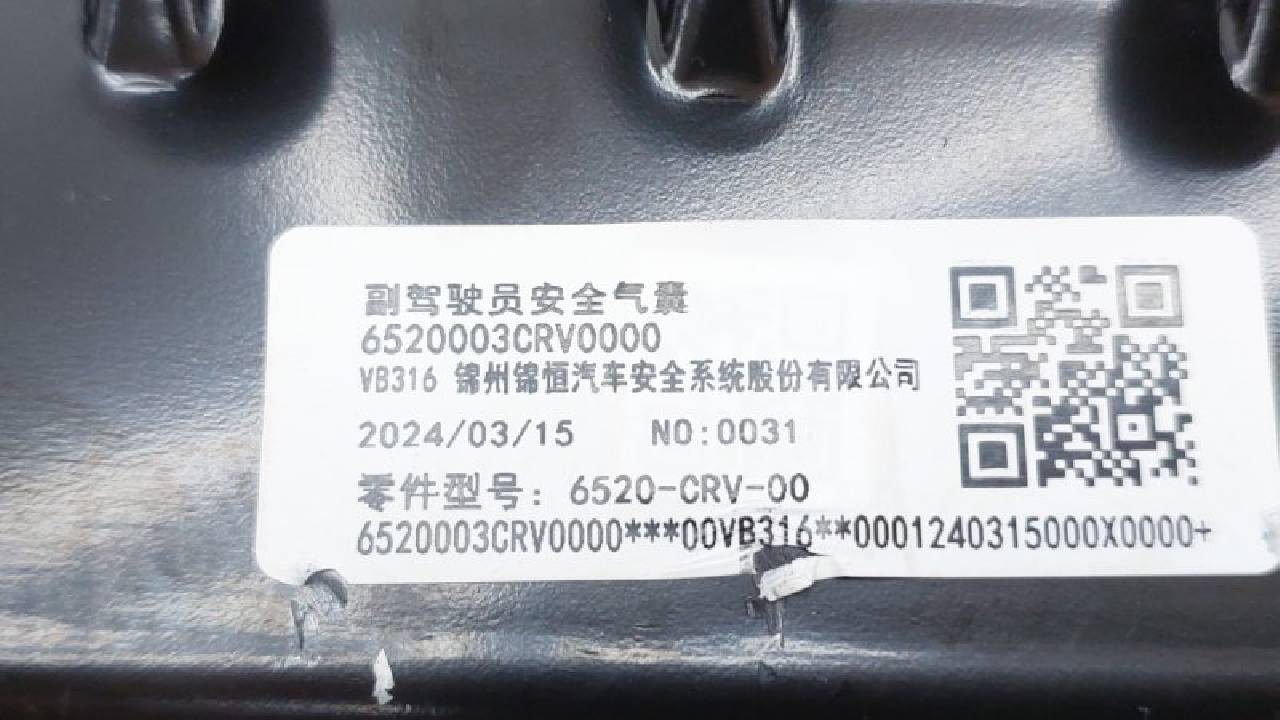 副驾驶员安全气囊
6520003CRV0000
VB316 锦州锦恒汽车安全系统股份有限公司
2024/03/15 NO:0031
零件型号：6520-CRV-00
6520003CRV0000***00VB316**0001240315000X0000+